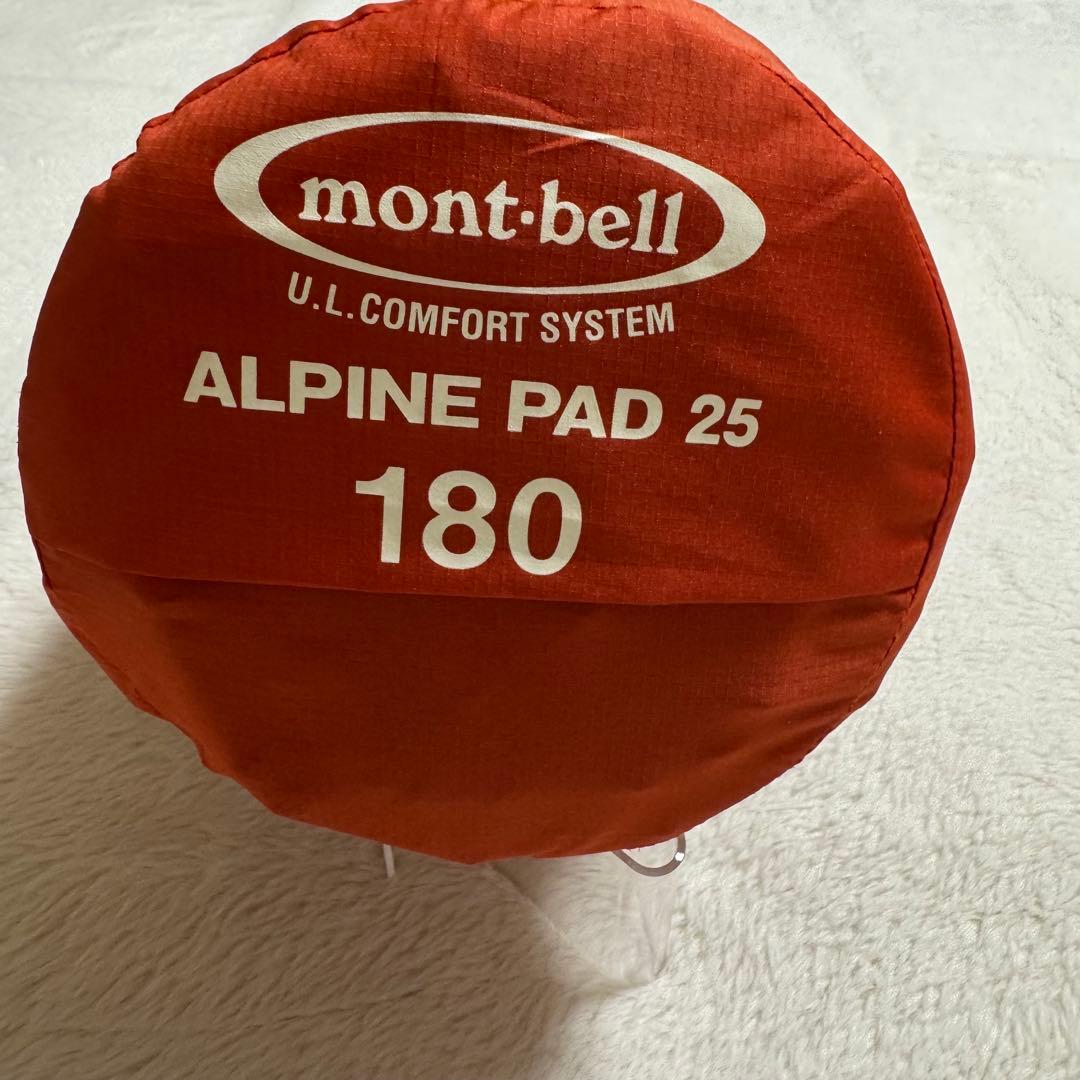 mont·bell
U.L.COMFORT SYSTEM
ALPINE PAD 25
180